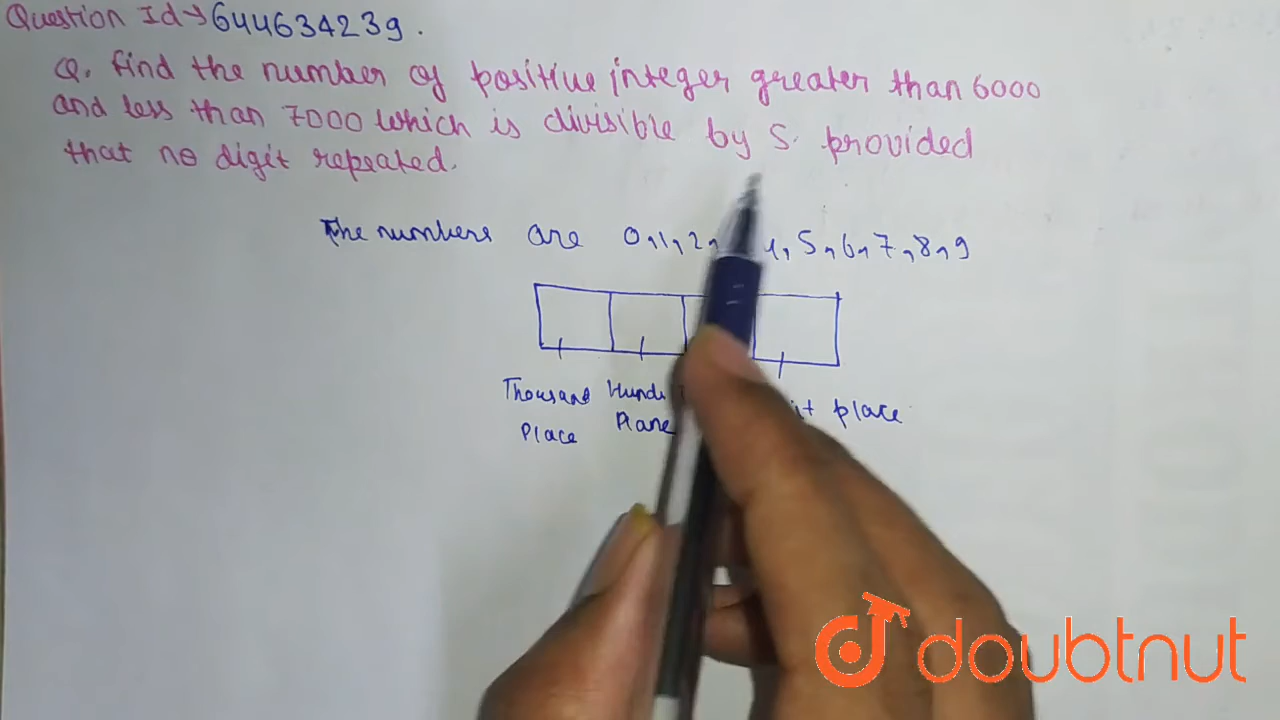 Question Id→644634239.
Q. find the number of positive integer greater than 6000
and less than 7000 which is divisible by 5. provided
that no digit repeated.
The numbers are 0,1,2, 5,6,7,8,9
Thousand place
Place Place
doubtnut